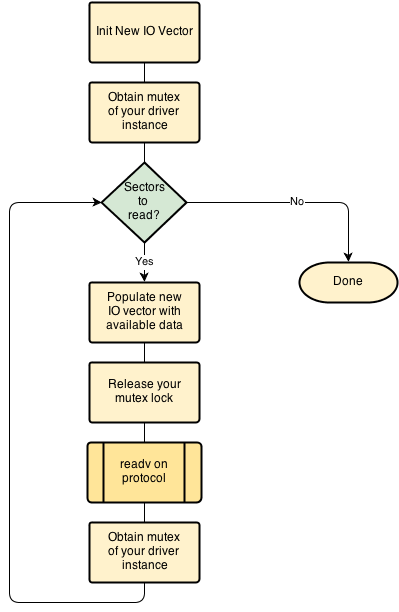 Init New IO Vector
Obtain mutex
of your driver
instance
Sectors
to
read?
No
Yes
Done
Populate new
IO vector with
available data
Release your
mutex lock
readv on
protocol
Obtain mutex
of your driver
instance